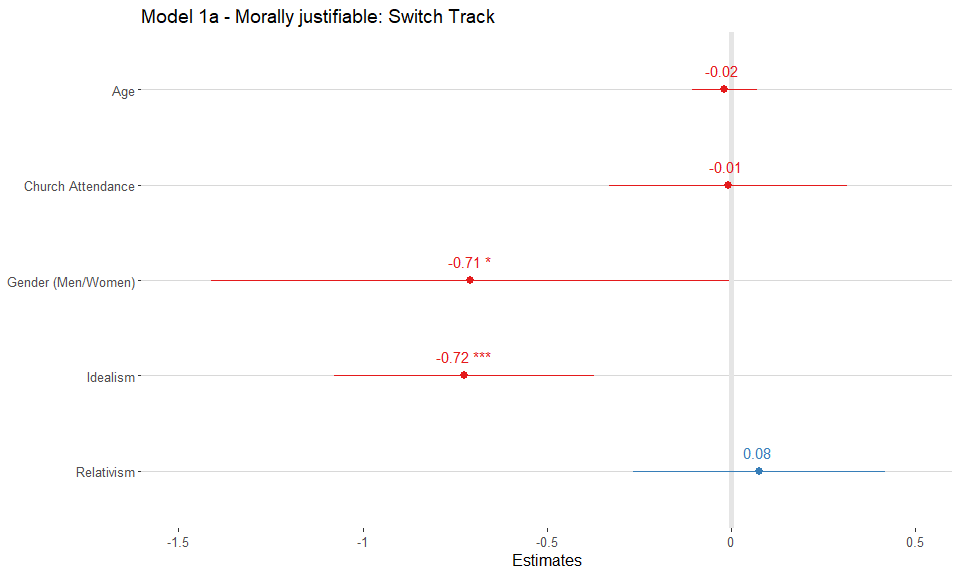 Model 1a - Morally justifiable: Switch Track
Age
-0.02
Church Attendance
-0.01
Gender (Men/Women)
-0.71 *
Idealism
-0.72 ***
Relativism
0.08
-1.5 -1 -0.5 0 0.5
Estimates